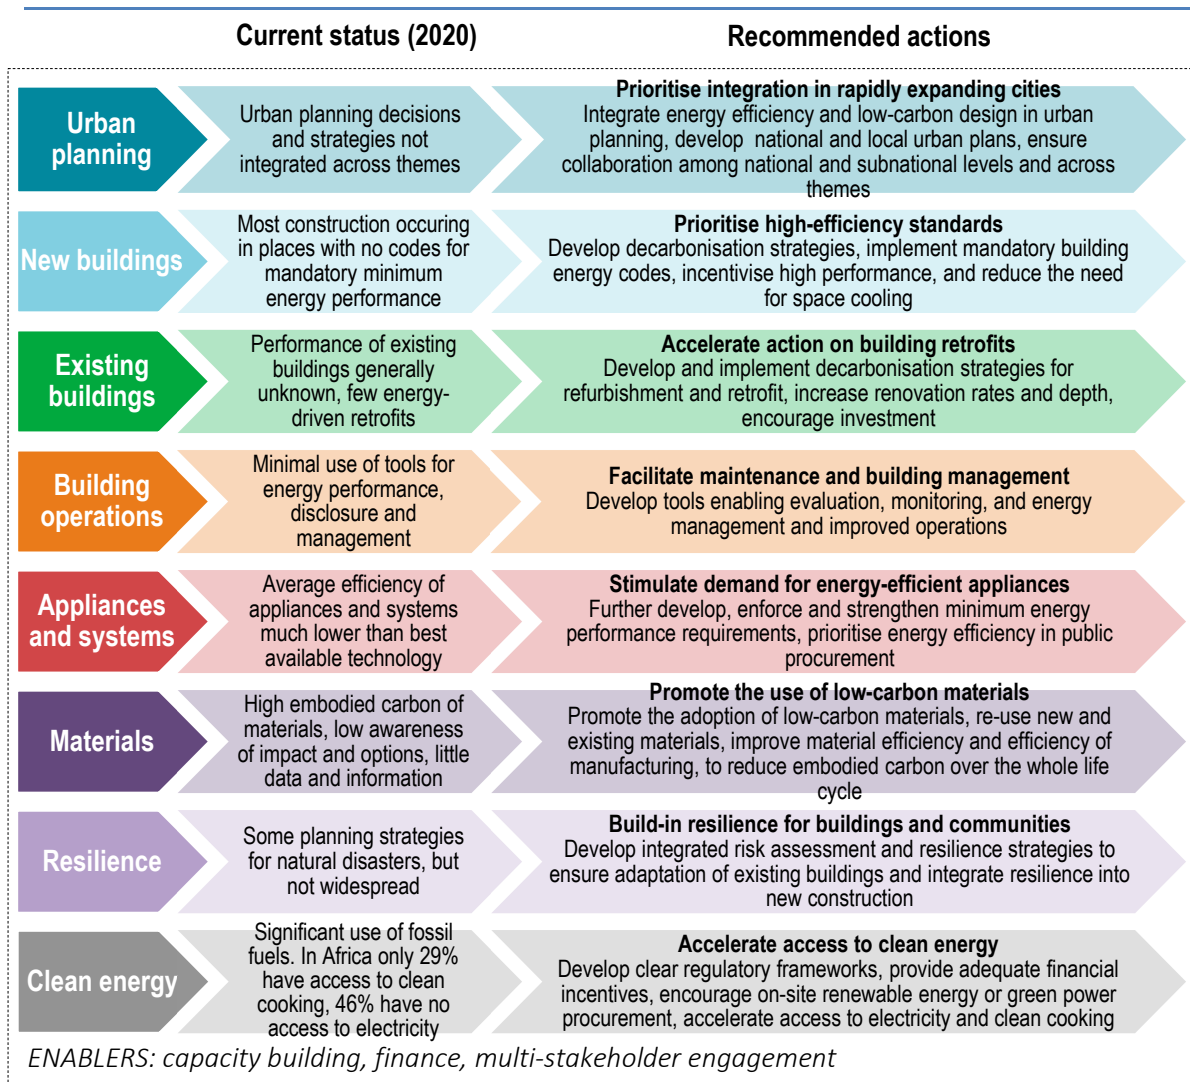 Current status (2020)
Recommended actions
Urban
planning
Urban planning decisions
and strategies not
integrated across themes
Prioritise integration in rapidly expanding cities
Integrate energy efficiency and low-carbon design in urban
planning, develop national and local urban plans, ensure
collaboration among national and subnational levels and across
themes
New buildings
Most construction occuring
in places with no codes for
mandatory minimum
energy performance
Prioritise high-efficiency standards
Develop decarbonisation strategies, implement mandatory building
energy codes, incentivise high performance, and reduce the need
for space cooling
Existing
buildings
Performance of existing
buildings generally
unknown, few energy-
driven retrofits
Accelerate action on building retrofits
Develop and implement decarbonisation strategies for
refurbishment and retrofit, increase renovation rates and depth,
encourage investment
Building
operations
Minimal use of tools for
energy performance,
disclosure and
management
Facilitate maintenance and building management
Develop tools enabling evaluation, monitoring, and energy
management and improved operations
Appliances
and systems
Average efficiency of
appliances and systems
much lower than best
available technology
Stimulate demand for energy-efficient appliances
Further develop, enforce and strengthen minimum energy
performance requirements, prioritise energy efficiency in public
procurement
Materials
High embodied carbon of
materials, low awareness
of impact and options, little
data and information
Promote the use of low-carbon materials
Promote the adoption of low-carbon materials, re-use new and
existing materials, improve material efficiency and efficiency of
manufacturing, to reduce embodied carbon over the whole life
cycle
Resilience
Some planning strategies
for natural disasters, but
not widespread
Build-in resilience for buildings and communities
Develop integrated risk assessment and resilience strategies to
ensure adaptation of existing buildings and integrate resilience into
new construction
Clean energy
Significant use of fossil
fuels. In Africa only 29%
have access to clean
cooking, 46% have no
access to electricity
Accelerate access to clean energy
Develop clear regulatory frameworks, provide adequate financial
incentives, encourage on-site renewable energy or green power
procurement, accelerate access to electricity and clean cooking
ENABLERS: capacity building, finance, multi-stakeholder engagement